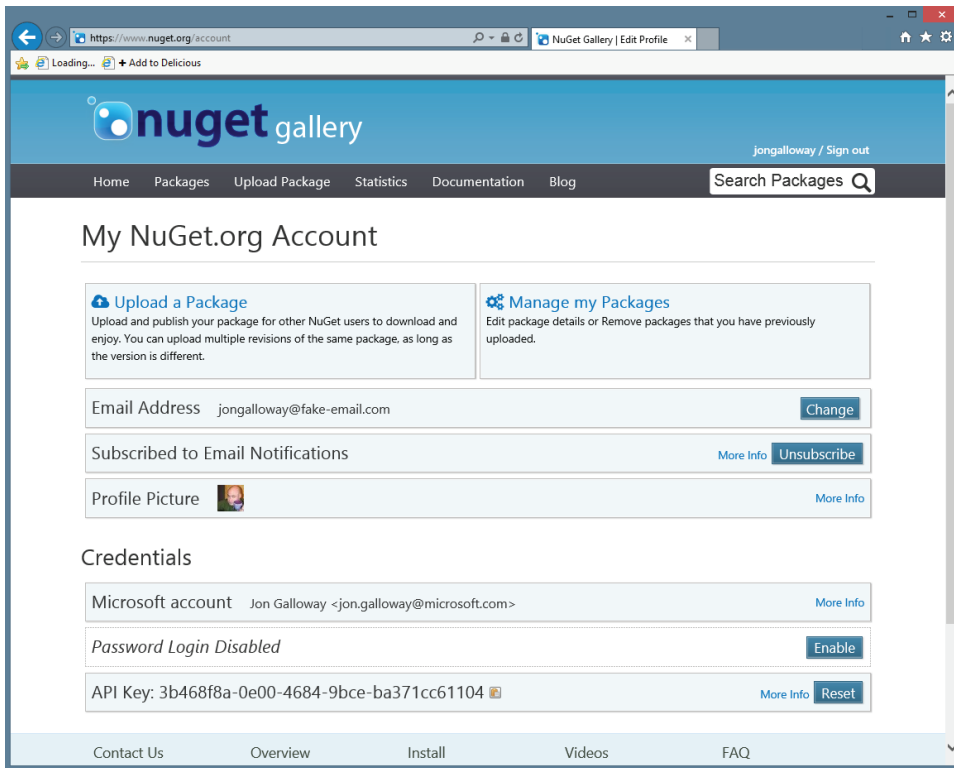 https://www.nuget.org/account
NuGet Gallery | Edit Profile
Loading...
+ Add to Delicious
nuget gallery
jongalloway / Sign out
Home Packages Upload Package Statistics Documentation Blog
Search Packages
My NuGet.org Account
Upload a Package
Upload and publish your package for other NuGet users to download and
enjoy. You can upload multiple revisions of the same package, as long as
the version is different.
Manage my Packages
Edit package details or Remove packages that you have previously
uploaded.
Email Address jongalloway@fake-email.com Change
Subscribed to Email Notifications More Info Unsubscribe
Profile Picture More Info
Credentials
Microsoft account Jon Galloway <jon.galloway@microsoft.com> More Info
Password Login Disabled Enable
API Key: 3b468f8a-0e00-4684-9bce-ba371cc61104 More Info Reset
Contact Us Overview Install Videos FAQ